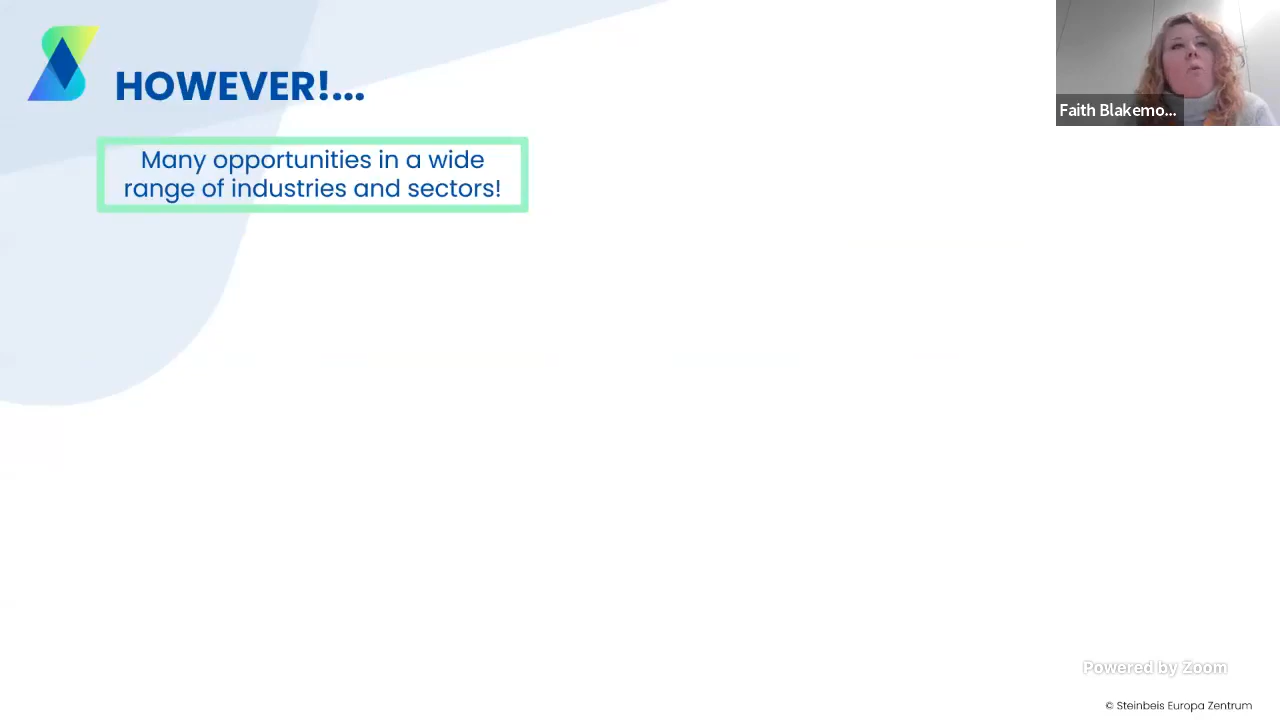 HOWEVER!...
Many opportunities in a wide
range of industries and sectors!
Faith Blakemo...
Powered by Zoom
© Steinbeis Europa Zentrum